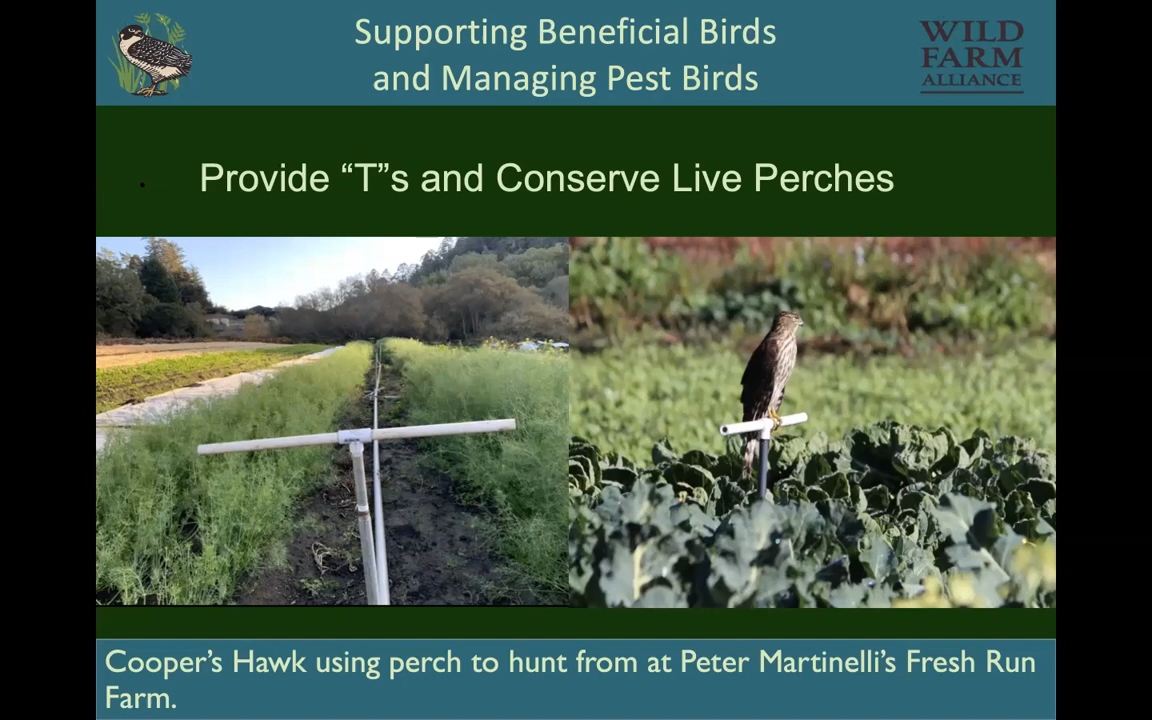 Supporting Beneficial Birds
and Managing Pest Birds
WILD
FARM
ALLIANCE
Provide “T”s and Conserve Live Perches
Cooper’s Hawk using perch to hunt from at Peter Martinelli’s Fresh Run
Farm.